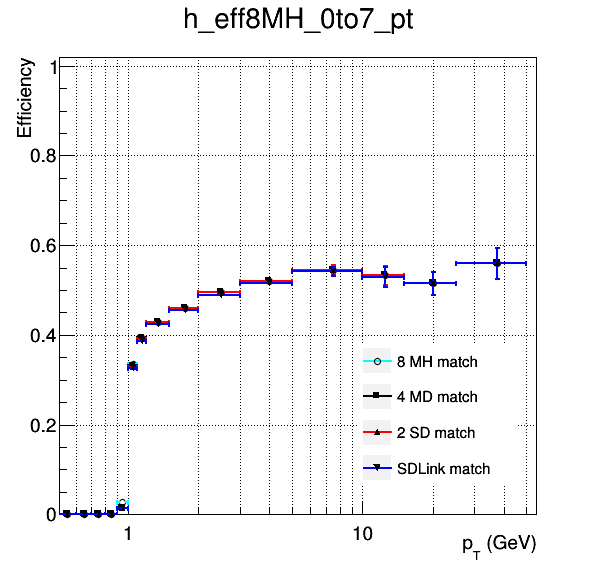 h_eff8MH_0to7_pt
Efficiency
1
0.8
0.6
0.4
0.2
0
8 MH match
4 MD match
2 SD match
SDLink match
1
10
pT (GeV)